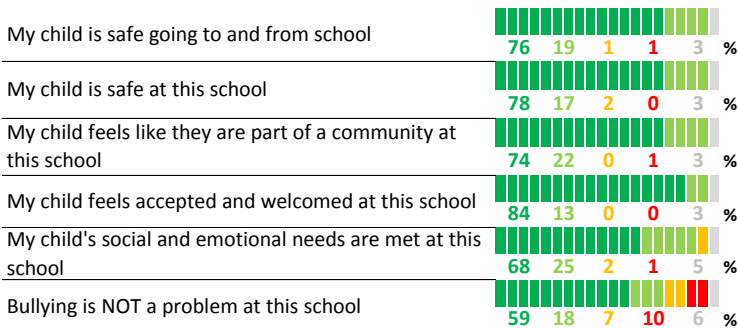 My child is safe going to and from school
76 19 1 1 3 %
My child is safe at this school
78 17 2 0 3 %
My child feels like they are part of a community at
this school
74 22 0 1 3 %
My child feels accepted and welcomed at this school
84 13 0 0 3 %
My child's social and emotional needs are met at this
school
68 25 2 1 5 %
Bullying is NOT a problem at this school
59 18 7 10 6 %